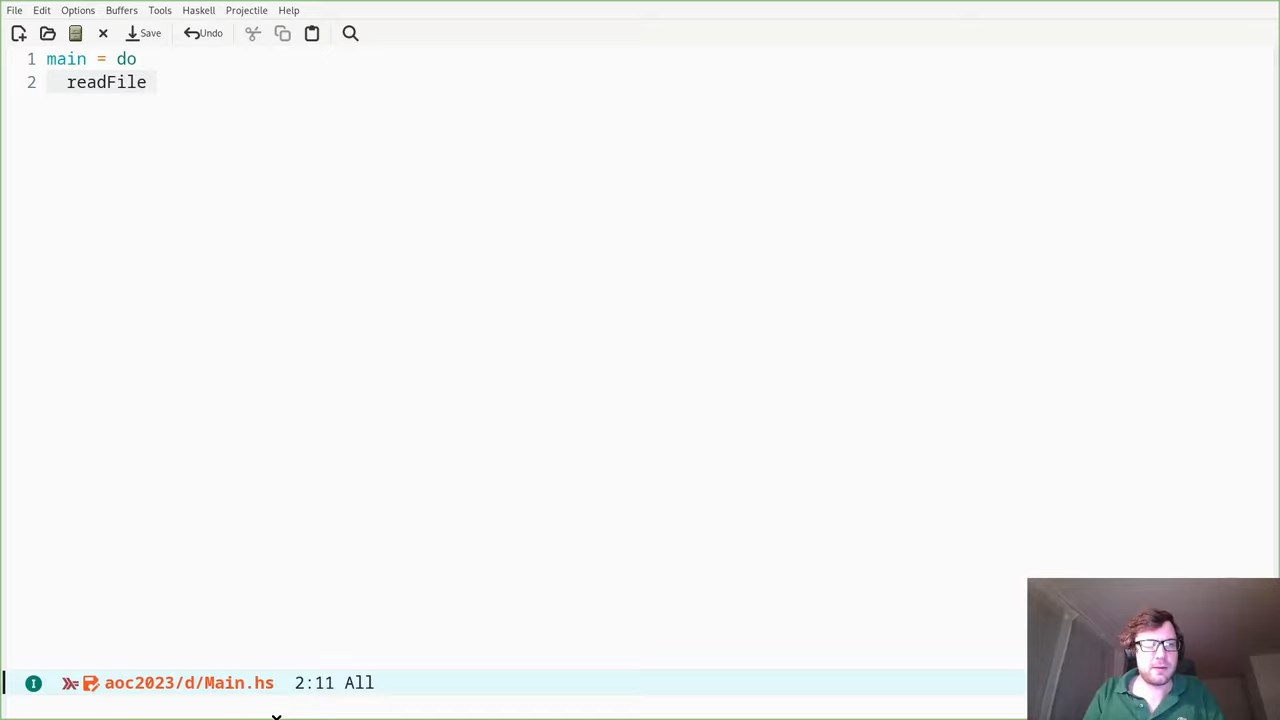 File Edit Options Buffers Tools Haskell Projectile Help
Save Undo
1 main = do
2 readFile
I aoc2023/d/Main.hs 2:11 All